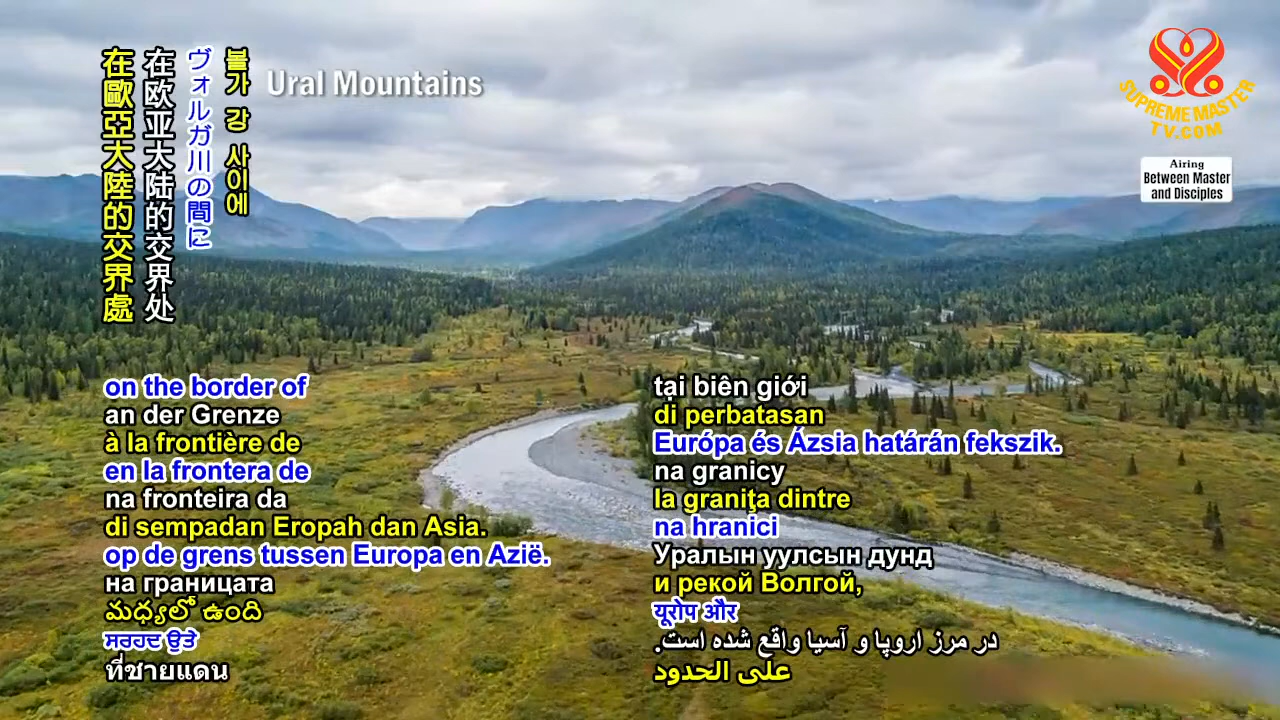 在歐亞大陸的交界處
在欧亚大陆的交界处
ヴォルガ川の間に
볼가 강 사이에
Ural Mountains
SUPREME MASTER
TV.COM
Airing
Between Master
and Disciples
on the border of
an der Grenze
à la frontière de
en la frontera de
na fronteira da
di sempadan Eropah dan Asia.
op de grens tussen Europa en Azië.
на границата
మధ్యలో ఉంది
ਸਰਹਦ ਉਤੇ
ที่ชายแดน
tại biên giới
di perbatasan
Európa és Ázsia határán fekszik.
na granicy
la graniţa dintre
na hranici
Уралын уулсын дунд
и рекой Волгой,
यूरोप और
در مرز اروپا و آسیا واقع شده است.
على الحدود